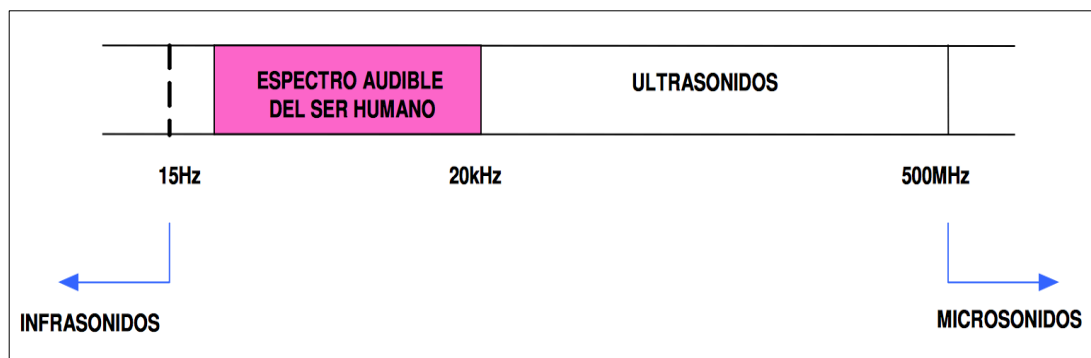 ESPECTRO AUDIBLE
DEL SER HUMANO
ULTRASONIDOS
15Hz
20kHz
500MHz
INFRASONIDOS
MICROSONIDOS